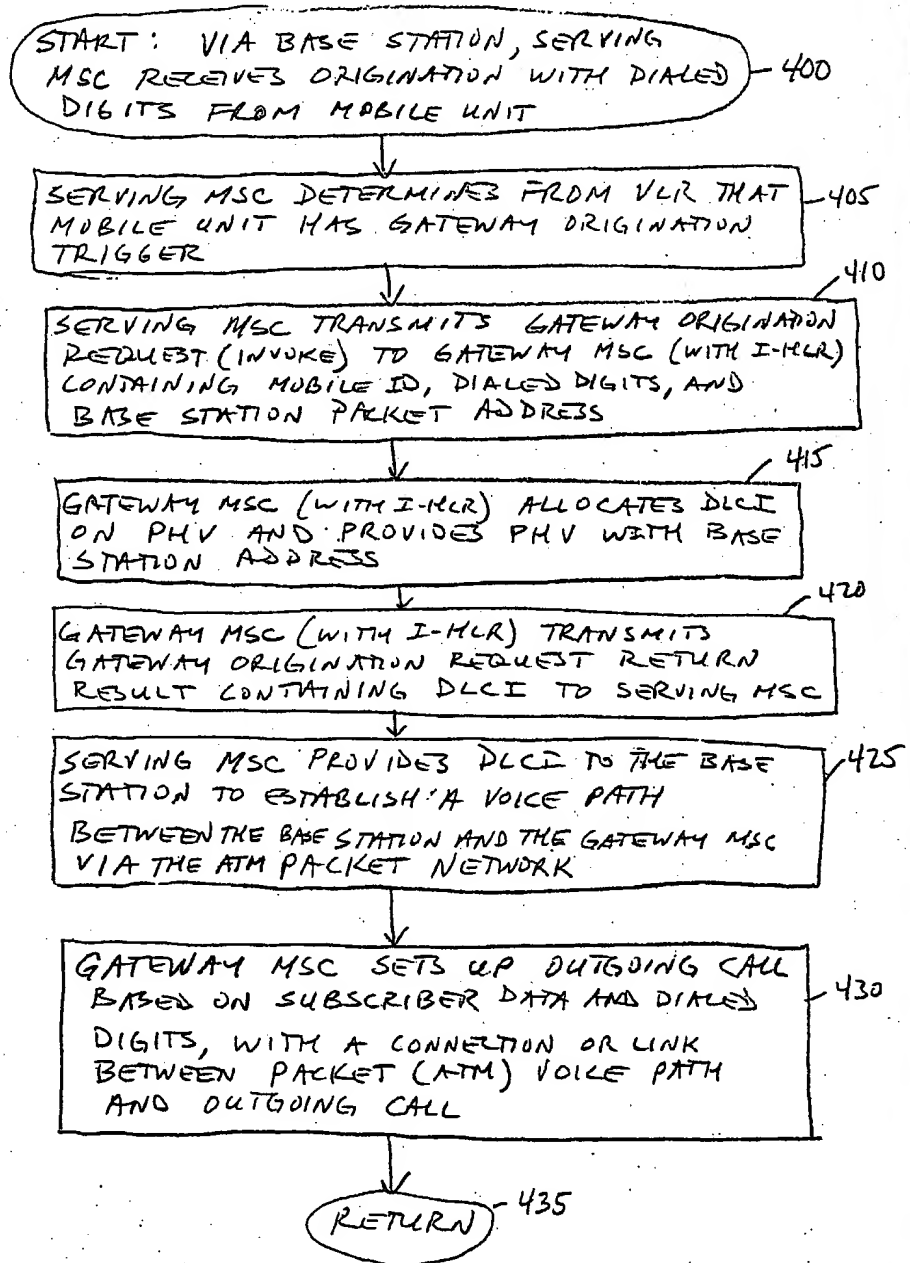 START: VIA BASE STATION, SERVING
MSC RECEIVES ORIGINATION WITH DIALED
DIGITS FROM MOBILE UNIT
400
SERVING MSC DETERMINES FROM VLR THAT
MOBILE UNIT HAS GATEWAY ORIGINATION
TRIGGER
405
410
SERVING MSC TRANSMITS GATEWAY ORIGINATION
REQUEST (INVOKE) TO GATEWAY MSC (WITH I-HLR)
CONTAINING MOBILE ID, DIALED DIGITS, AND
BASE STATION PACKET ADDRESS
415
GATEWAY MSC (WITH I-HLR) ALLOCATES DLCI
ON PHV AND PROVIDES PHV WITH BASE
STATION ADDRESS
420
GATEWAY MSC (WITH I-HLR) TRANSMITS
GATEWAY ORIGINATION REQUEST RETURN
RESULT CONTAINING DLCI TO SERVING MSC
SERVING MSC PROVIDES DLCI TO THE BASE
STATION TO ESTABLISH A VOICE PATH
BETWEEN THE BASE STATION AND THE GATEWAY MSC
VIA THE ATM PACKET NETWORK
425
GATEWAY MSC SETS UP OUTGOING CALL
BASED ON SUBSCRIBER DATA AND DIALED
DIGITS, WITH A CONNECTION OR LINK
BETWEEN PACKET (ATM) VOICE PATH
AND OUTGOING CALL
430
RETURN
435